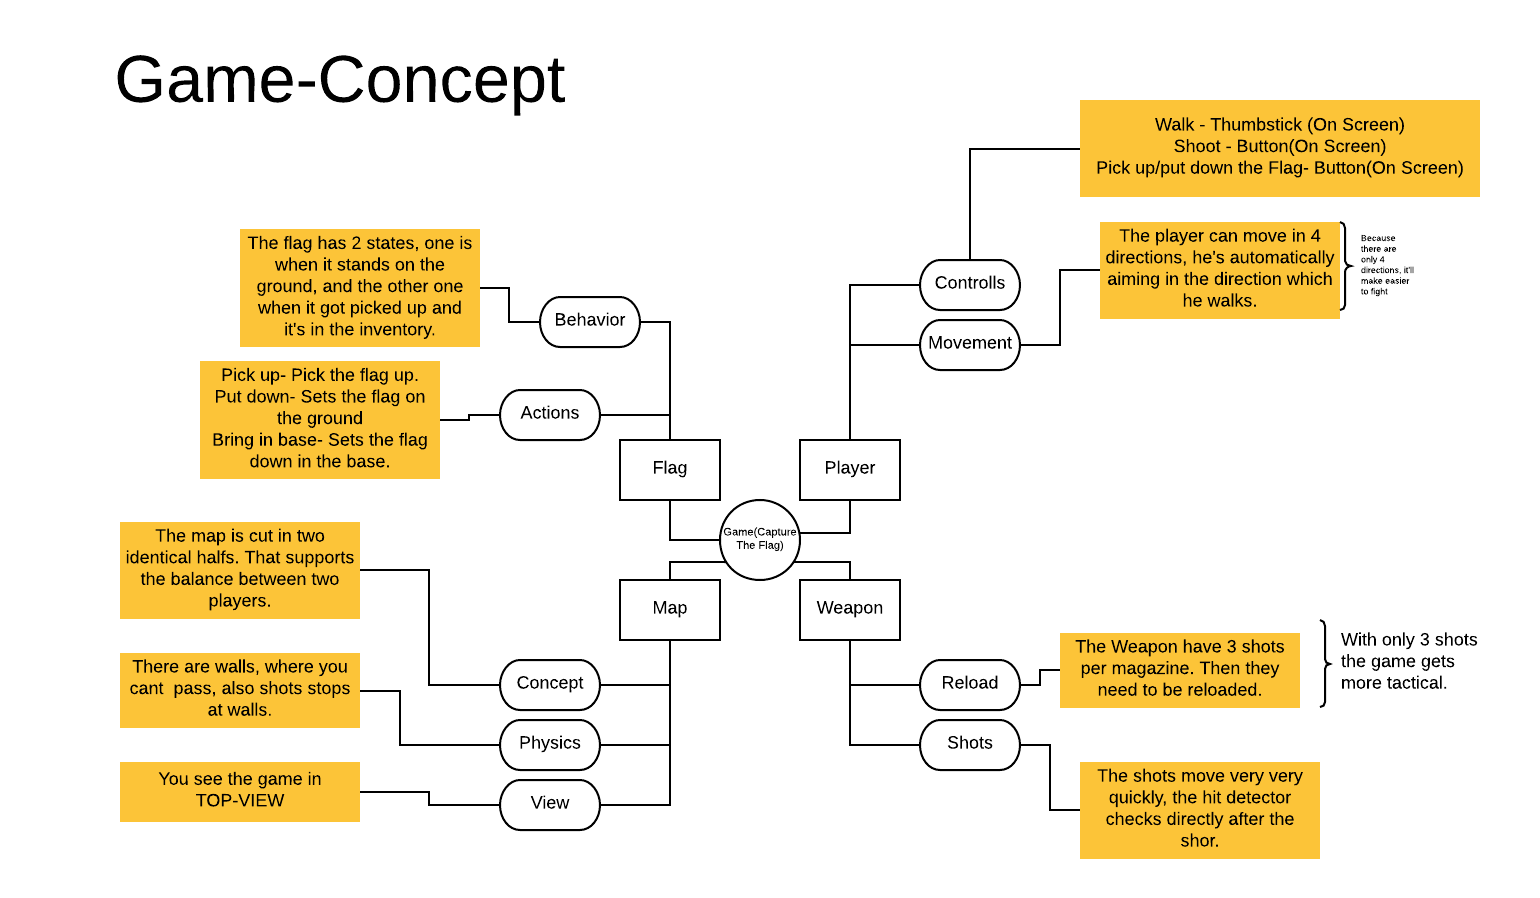 Game-Concept
Walk - Thumbstick (On Screen)
Shoot - Button(On Screen)
Pick up/put down the Flag- Button(On Screen)
The player can move in 4
directions, he's automatically
aiming in the direction which
he walks.
Because
there are
only 4
directions, it'll
make easier
to fight
Controlls
Movement
The flag has 2 states, one is
when it stands on the
ground, and the other one
when it got picked up and
it's in the inventory.
Behavior
Pick up- Pick the flag up.
Put down- Sets the flag on
the ground
Bring in base- Sets the flag
down in the base.
Actions
Flag
Player
Game(Capture
The Flag)
Map
Weapon
The map is cut in two
identical halfs. That supports
the balance between two
players.
Concept
There are walls, where you
cant  pass, also shots stops
at walls.
Physics
You see the game in
TOP-VIEW
View
Reload
The Weapon have 3 shots
per magazine. Then they
need to be reloaded.
With only 3 shots
the game gets
more tactical.
Shots
The shots move very very
quickly, the hit detector
checks directly after the
shor.